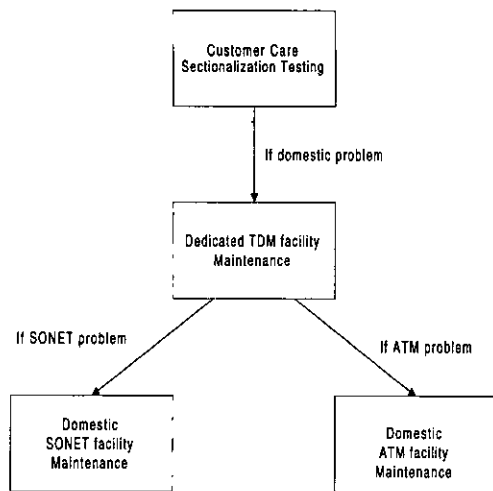 Customer Care
Sectionalization Testing
If domestic problem
Dedicated TDM facility
Maintenance
If SONET problem
If ATM problem
Domestic
SONET facility
Maintenance
Domestic
ATM facility
Maintenance